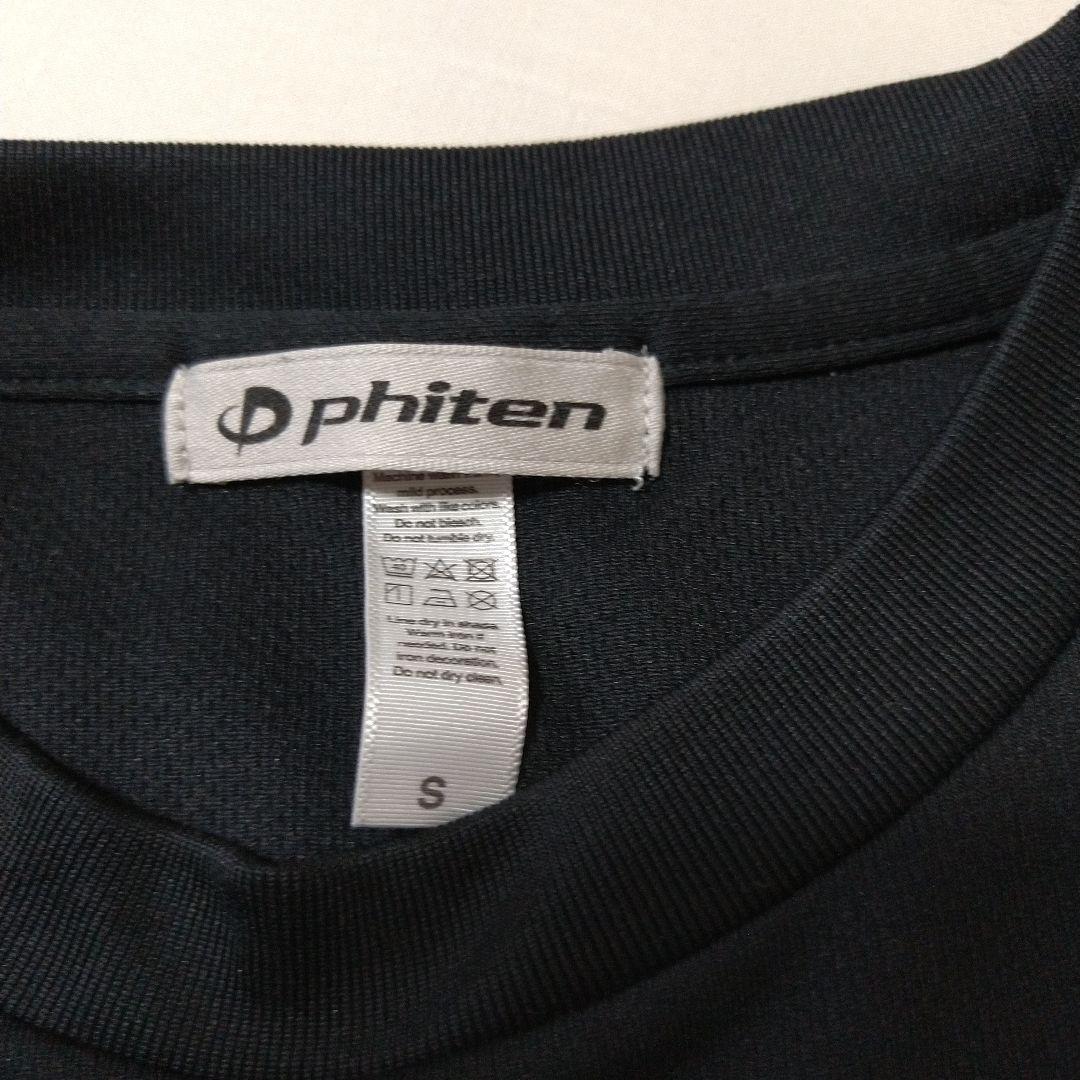 phiten
Machine wash
mild process.
Wash with like colors.
Do not bleach.
Do not tumble dry.
Line dry in shade.
Warm iron if
needed. Do not
iron decoration.
Do not dry clean.
S